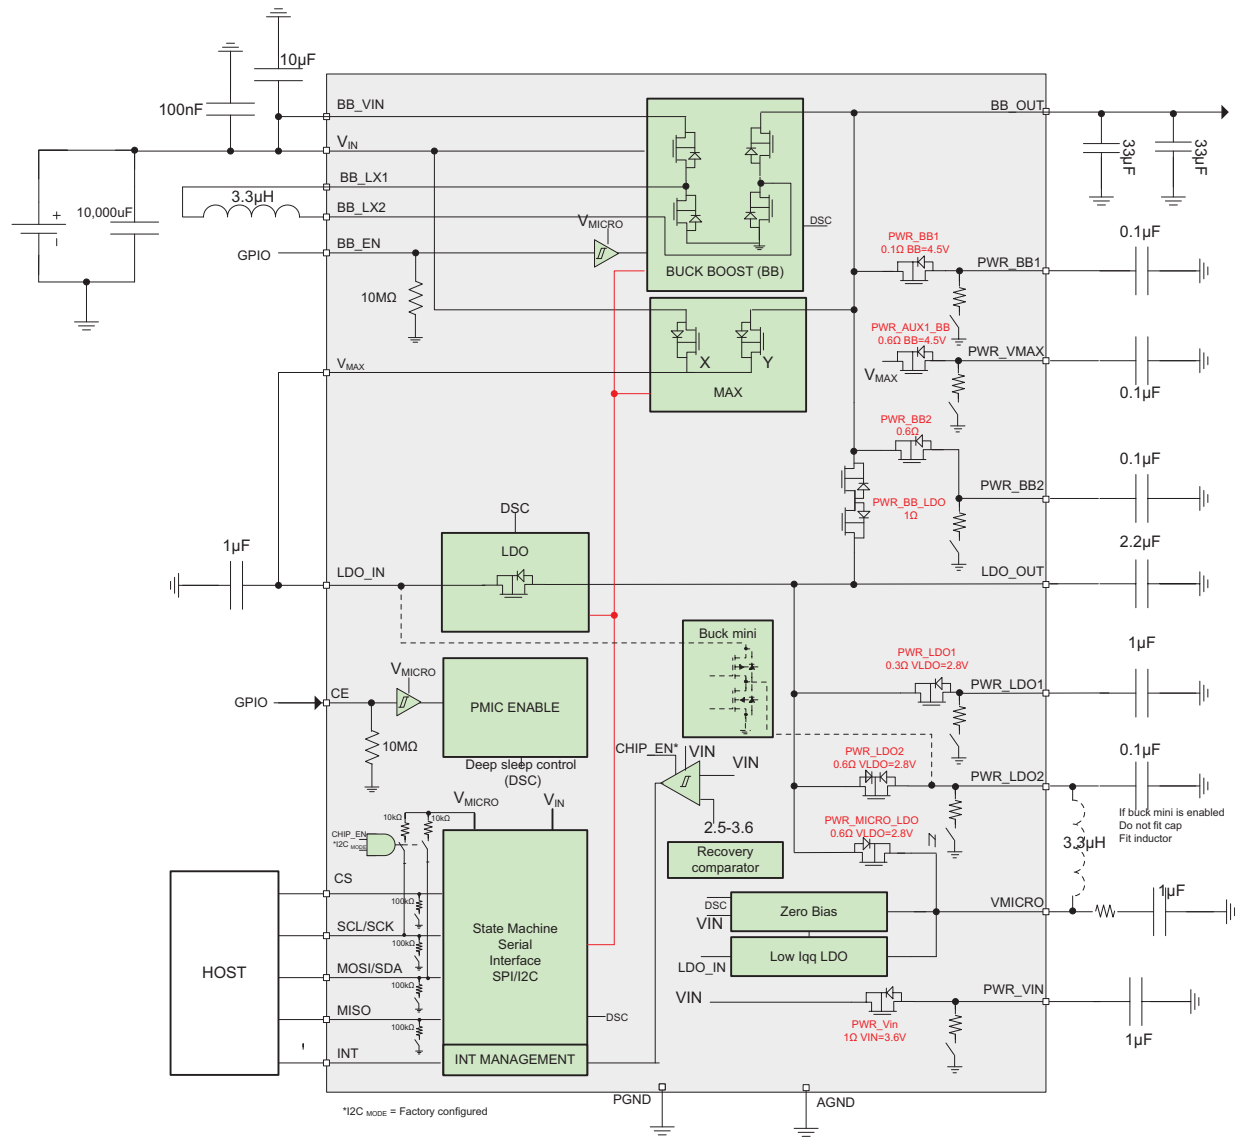 10µF
100nF
BB_VIN
BB_OUT
VIN
33µF
33µF
BB_LX1
3.3µH
10,000uF
+
BB_LX2
VMICRO
DSC
GPIO
BB_EN
BUCK BOOST (BB)
PWR_BB1
0.1Ω BB=4.5V
PWR_BB1
0.1µF
10MΩ
PWR_AUX1_BB
0.6Ω BB=4.5V
PWR_VMAX
VMAX
X
Y
VMAX
MAX
0.1µF
PWR_BB2
0.6Ω
0.1µF
PWR_BB2
PWR_BB_LDO
1Ω
DSC
1µF
LDO
2.2µF
LDO_IN
LDO_OUT
Buck mini
1µF
PWR_LDO1
0.3Ω VLDO=2.8V
VMICRO
PWR_LDO1
GPIO
CE
PMIC ENABLE
10MΩ
CHIP_EN*
VIN
VIN
PWR_LDO2
0.6Ω VLDO=2.8V
0.1µF
Deep sleep control
(DSC)
PWR_LDO2
VMICRO
VIN
2.5-3.6
PWR_MICRO_LDO
0.6Ω VLDO=2.8V
If buck mini is enabled
Do not fit cap
Fit inductor
10kΩ
10kΩ
CHIP_EN
*I2C MODE
Recovery
comparator
3.3µH
CS
100kΩ
DSC
VIN
Zero Bias
VMICRO
1µF
SCL/SCK
100kΩ
State Machine
Serial
Interface
SPI/I2C
Low Iqq LDO
LDO_IN
HOST
MOSI/SDA
100kΩ
VIN
PWR_VIN
MISO
100kΩ
DSC
PWR_Vin
1Ω VIN=3.6V
1µF
INT
INT MANAGEMENT
PGND
AGND
*I2C MODE = Factory configured